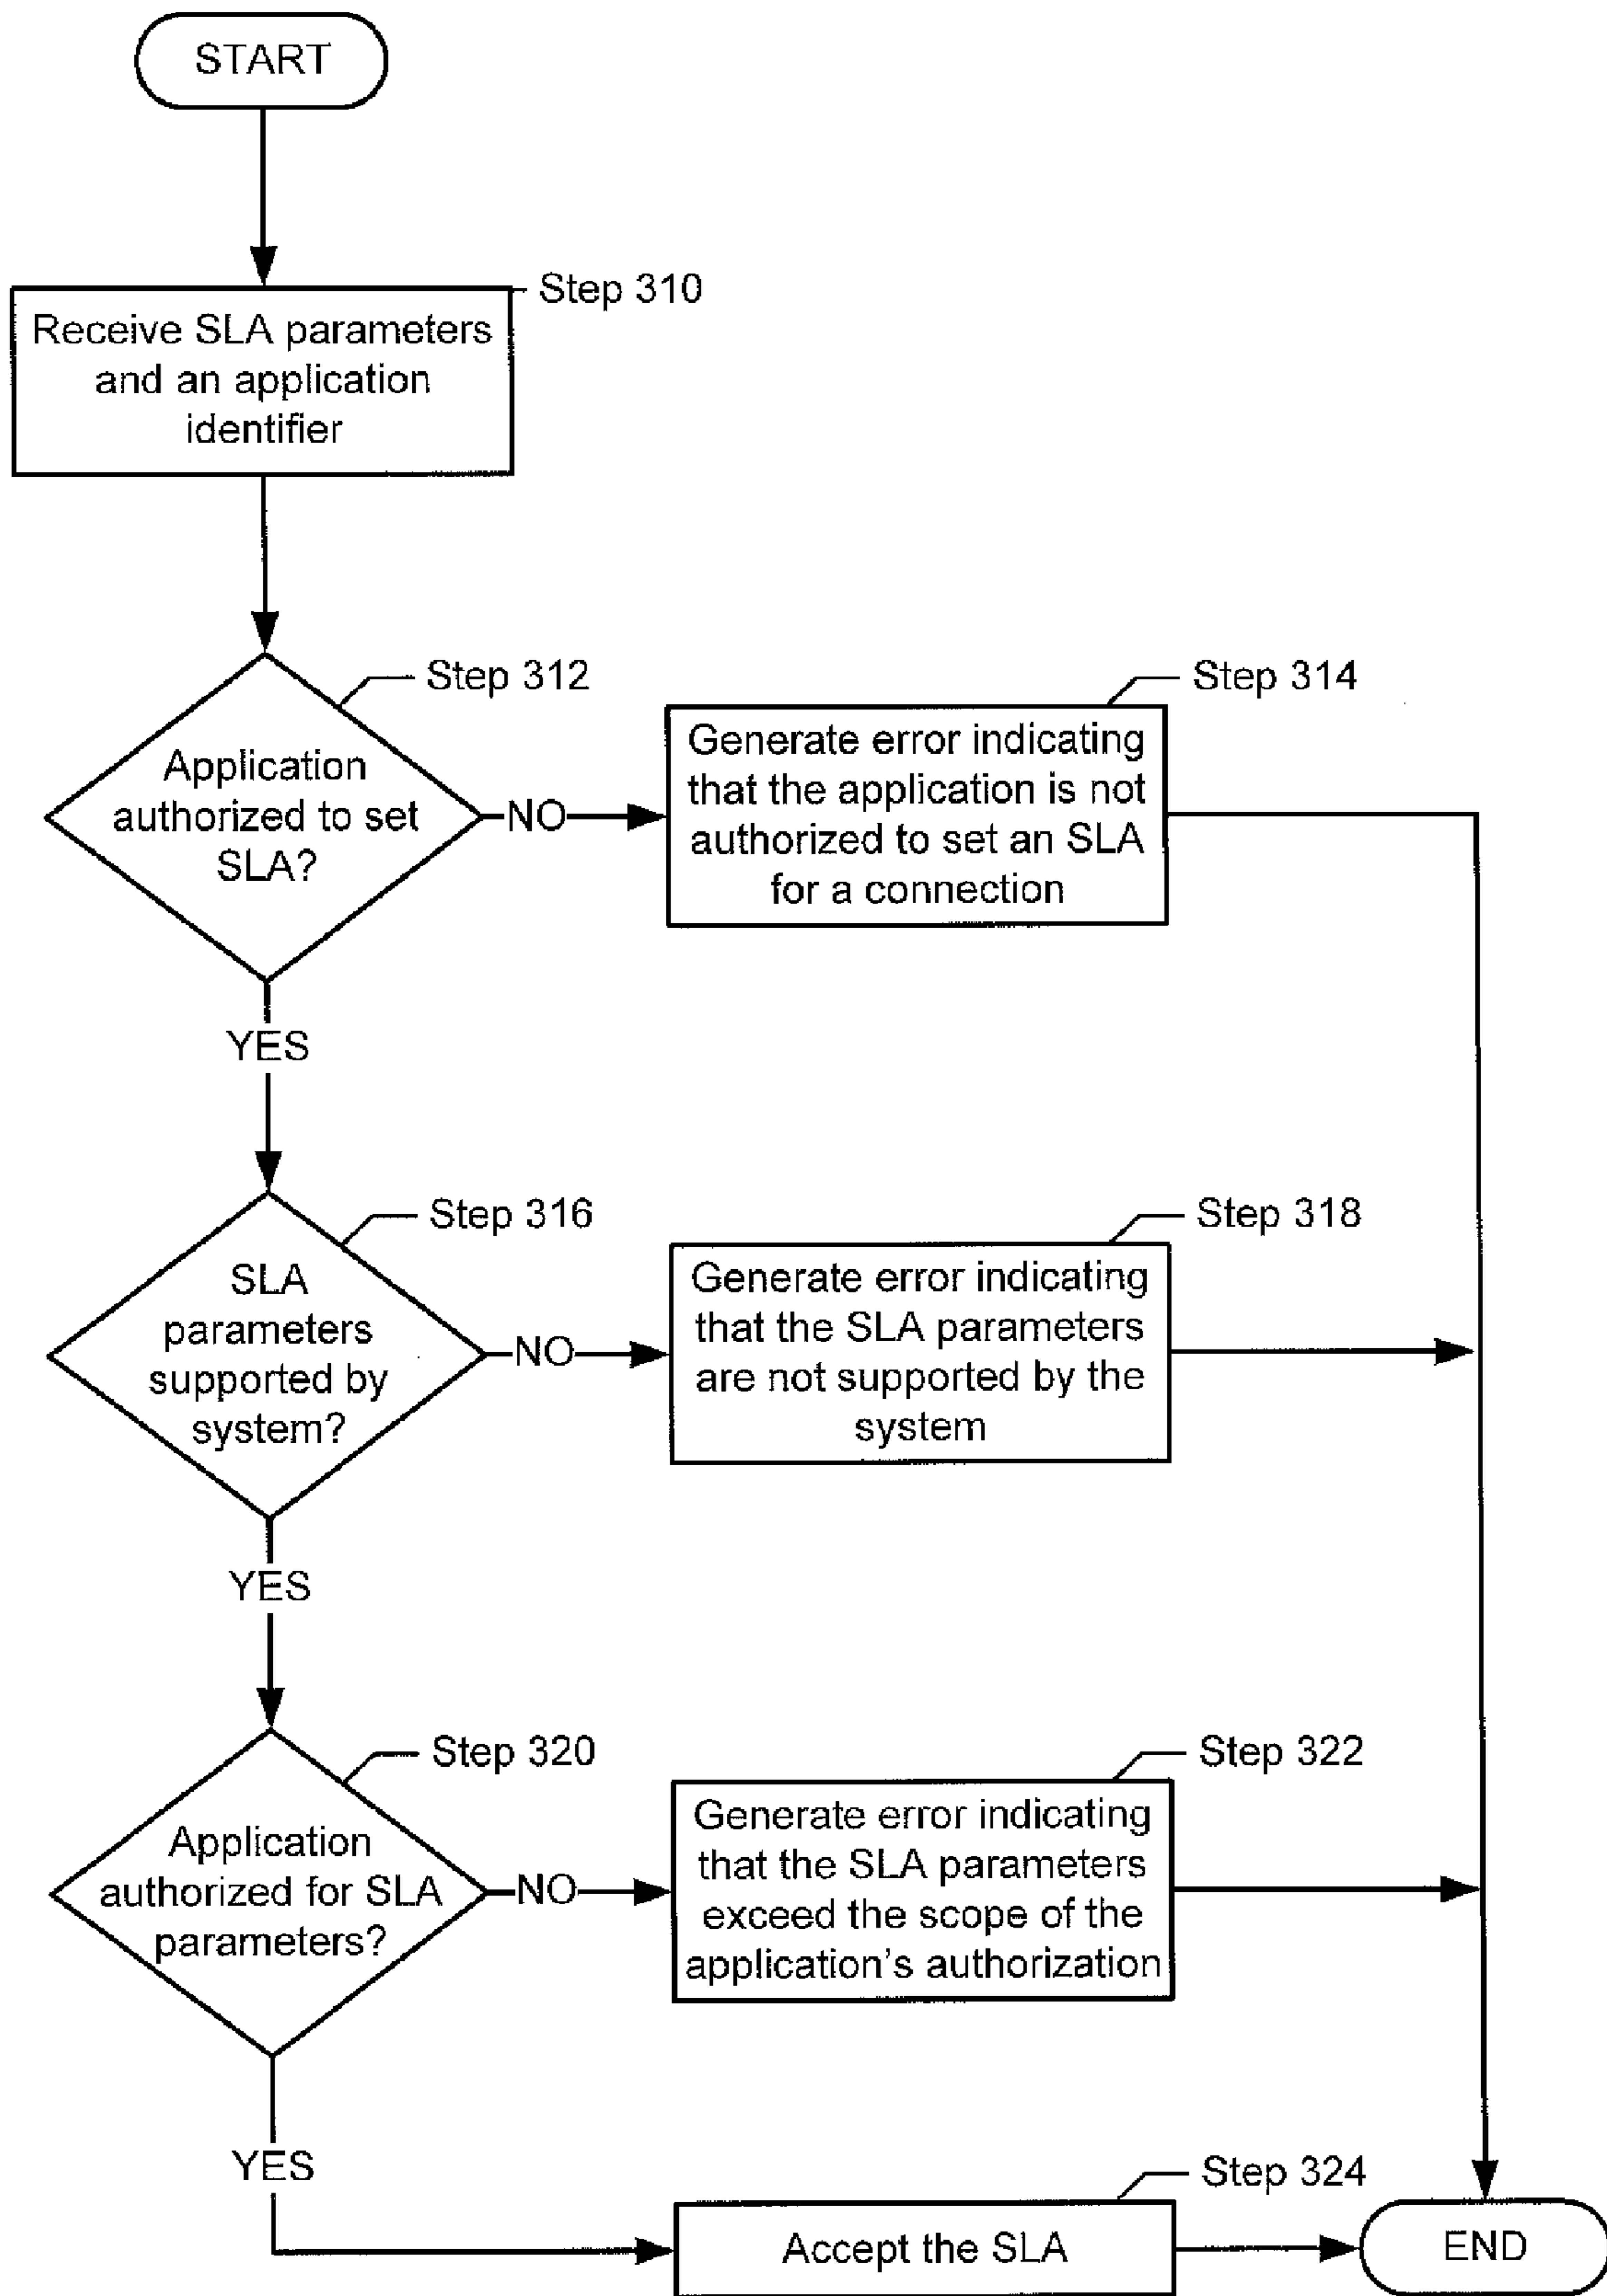 START
Step 310
Receive SLA parameters
and an application
identifier
Step 312
Application
authorized to set
SLA?
NO
Step 314
Generate error indicating
that the application is not
authorized to set an SLA
for a connection
YES
Step 316
SLA
parameters
supported by
system?
NO
Step 318
Generate error indicating
that the SLA parameters
are not supported by the
system
YES
Step 320
Application
authorized for SLA
parameters?
NO
Step 322
Generate error indicating
that the SLA parameters
exceed the scope of the
application's authorization
YES
Step 324
Accept the SLA
END